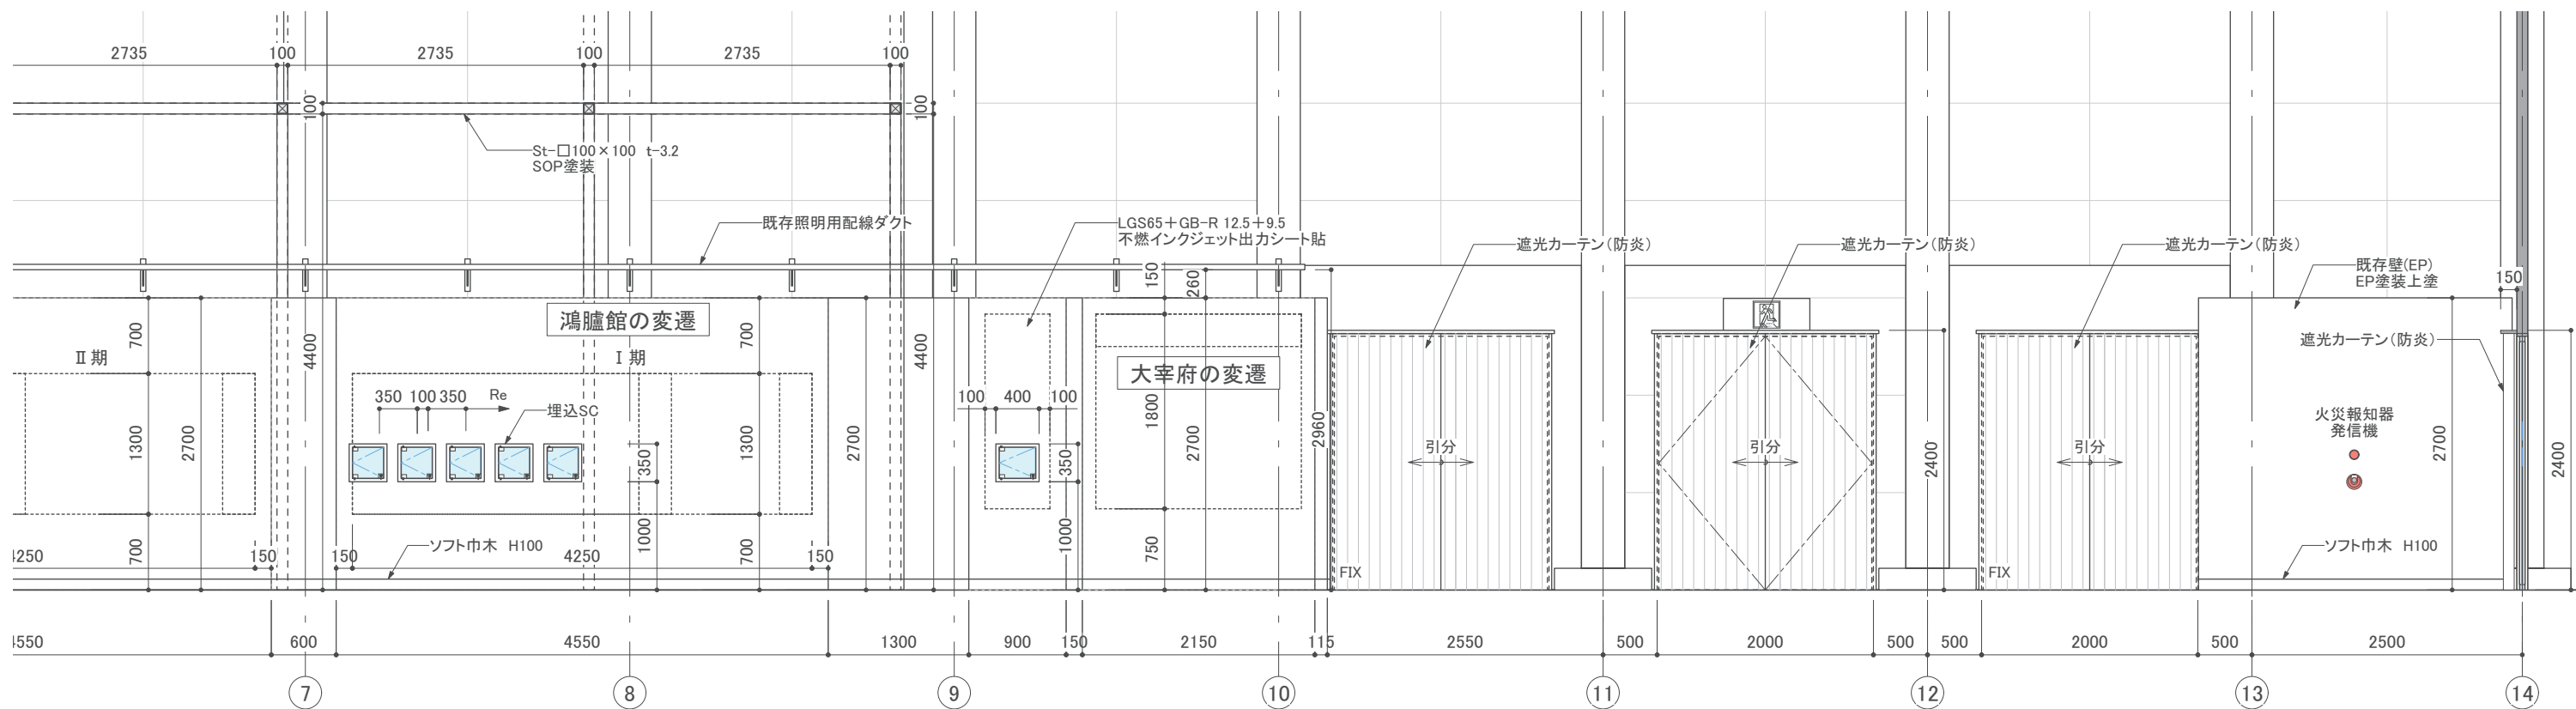 2735 100 2735 100 2735 100
100 100
St-□100×100 t-3.2
SOP塗装
既存照明用配線ダクト
LGS65+GB-R 12.5+9.5
不燃インクジェット出力シート貼
遮光カーテン(防炎)
遮光カーテン(防炎)
遮光カーテン(防炎)
既存壁(EP)
EP塗装上塗
150
150 260
鴻臚館の変遷
Ⅱ期
Ⅰ期
700 4400 700 4400
大宰府の変遷
遮光カーテン(防炎)
350 100 350 Re
埋込SC
100 400 100
火災報知器
発信機
1300 2700 1300 2700 1800 2700 2960
350 350
引分 引分 引分
2400 2700 2400
700 1000 700 1000 750
ソフト巾木 H100
ソフト巾木 H100
4250 150 150 4250 150
FIX FIX
4550 600 4550 1300 900 150 2150 115 2550 500 2000 500 500 2000 500 2500
7 8 9 10 11 12 13 14